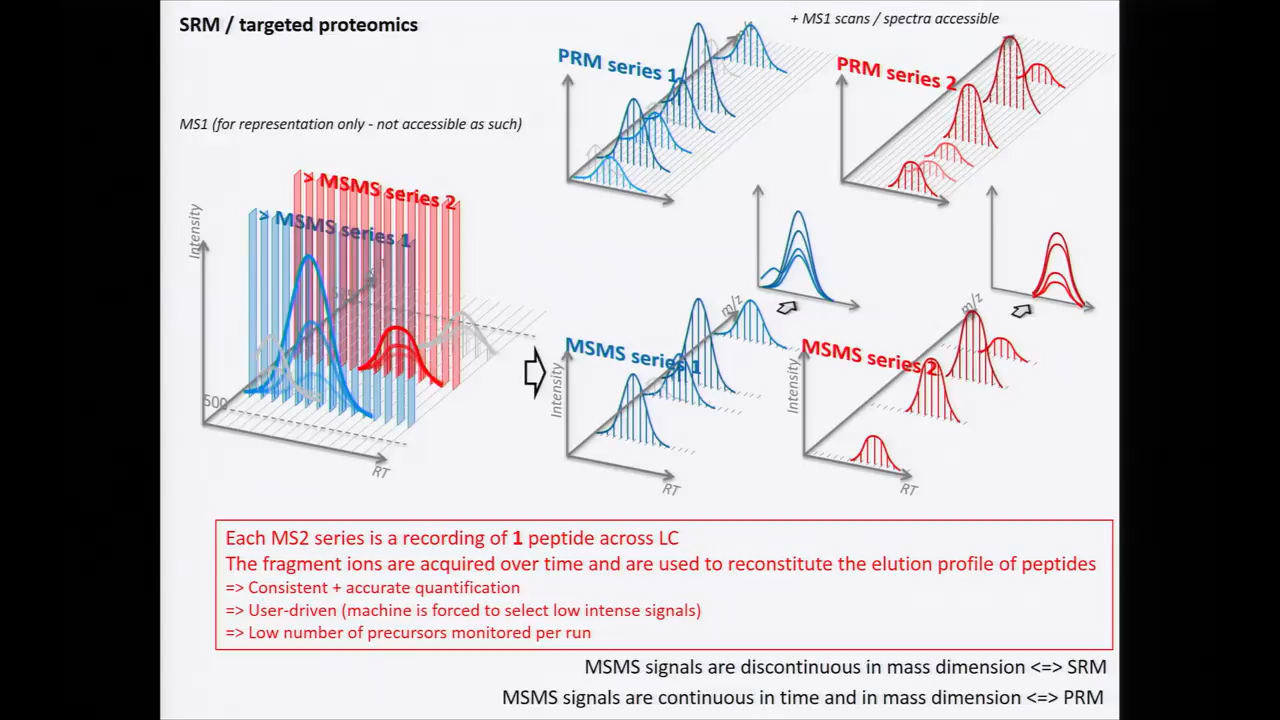 SRM / targeted proteomics
+ MS1 scans / spectra accessible
PRM series 1
PRM series 2
MS1 (for representation only - not accessible as such)
> MSMS series 2
> MSMS series 1
Intensity
500
RT
m/z
MSMS series 1
Intensity
RT
m/z
MSMS series 2
Intensity
RT
Each MS2 series is a recording of 1 peptide across LC
The fragment ions are acquired over time and are used to reconstitute the elution profile of peptides
=> Consistent + accurate quantification
=> User-driven (machine is forced to select low intense signals)
=> Low number of precursors monitored per run
MSMS signals are discontinuous in mass dimension <=> SRM
MSMS signals are continuous in time and in mass dimension <=> PRM